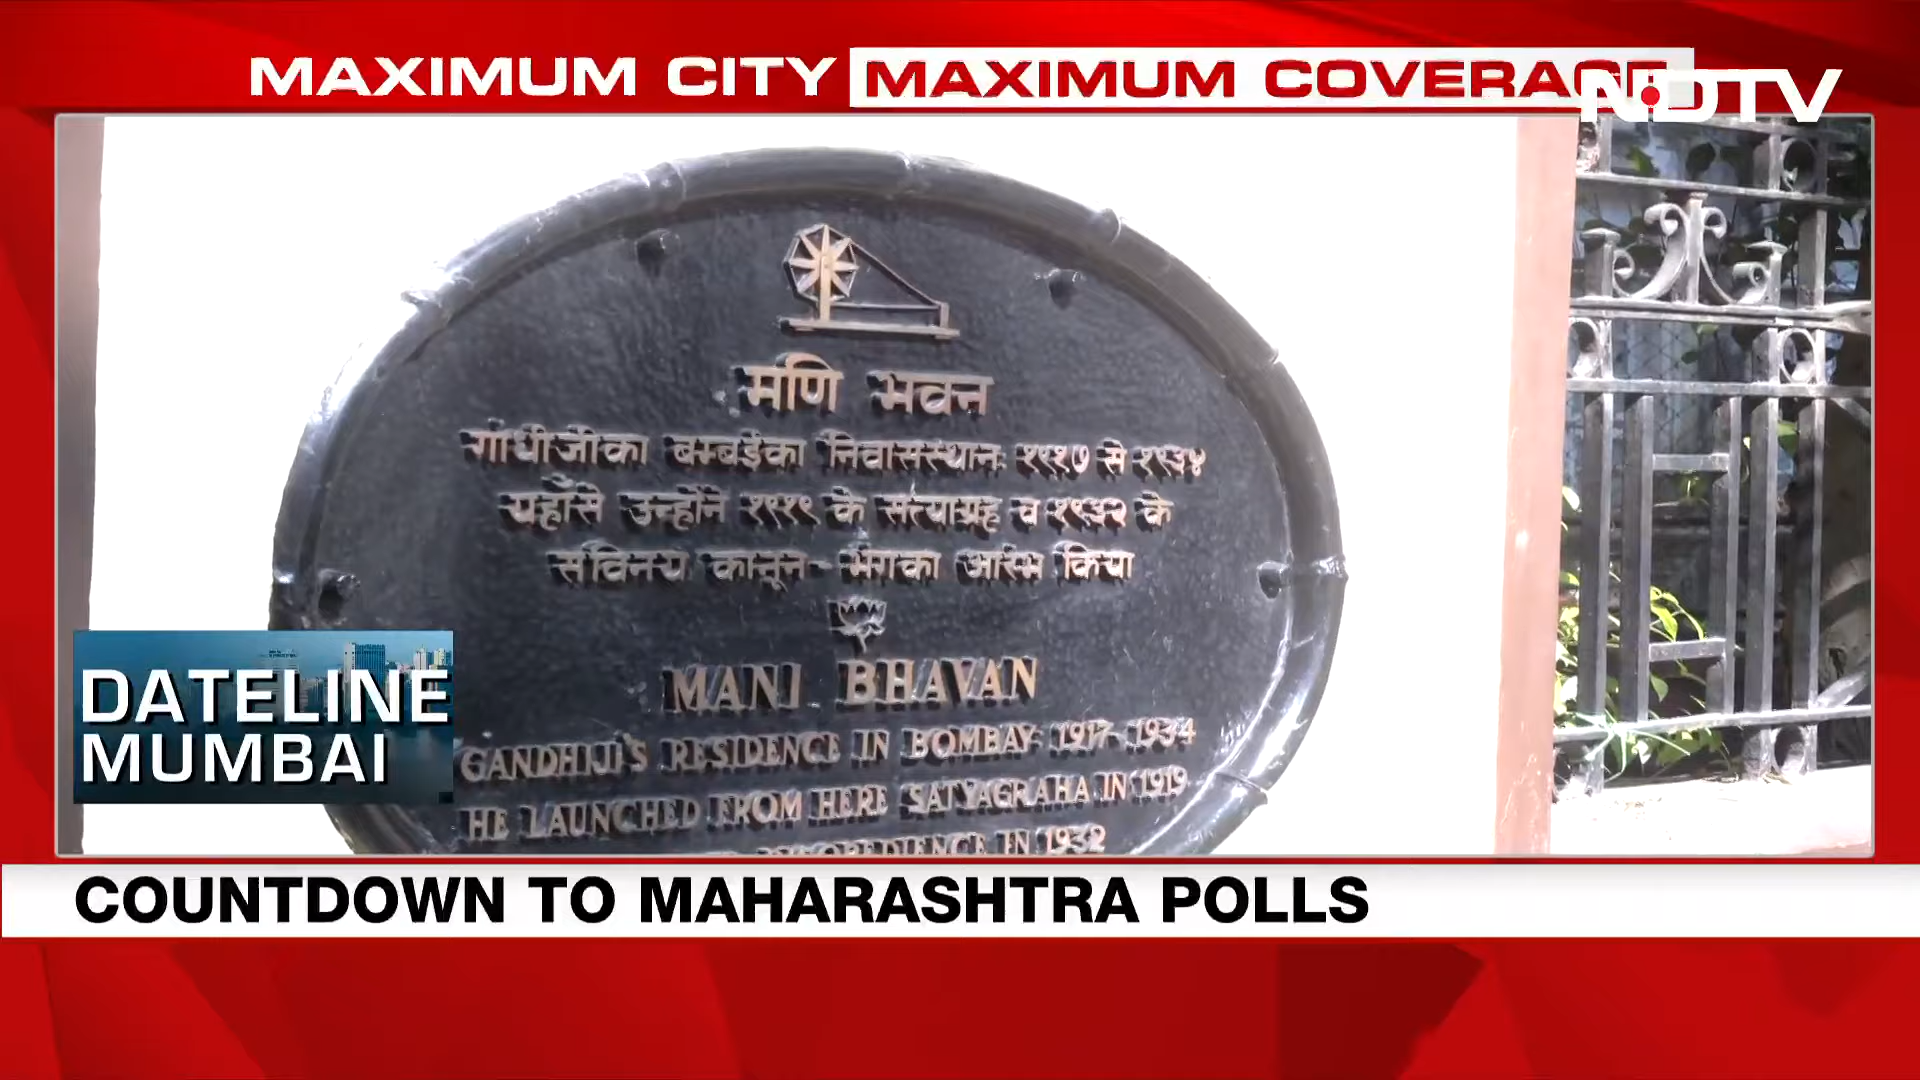 MAXIMUM CITY MAXIMUM COVERAGE
NDTV
मणि भवन
गांधीजीका बम्बईका निवासस्थानः १९१७ से १९३४
यहाँसे उन्होंने १९१९ के सत्याग्रह व १९३२ के
सविनय कानून-भंगका आरंभ किया
MANI BHAVAN
GANDHIJI'S RESIDENCE IN BOMBAY 1917-1934
HE LAUNCHED FROM HERE SATYAGRAHA IN 1919
DISOBEDIENCE IN 1932
DATELINE
MUMBAI
COUNTDOWN TO MAHARASHTRA POLLS